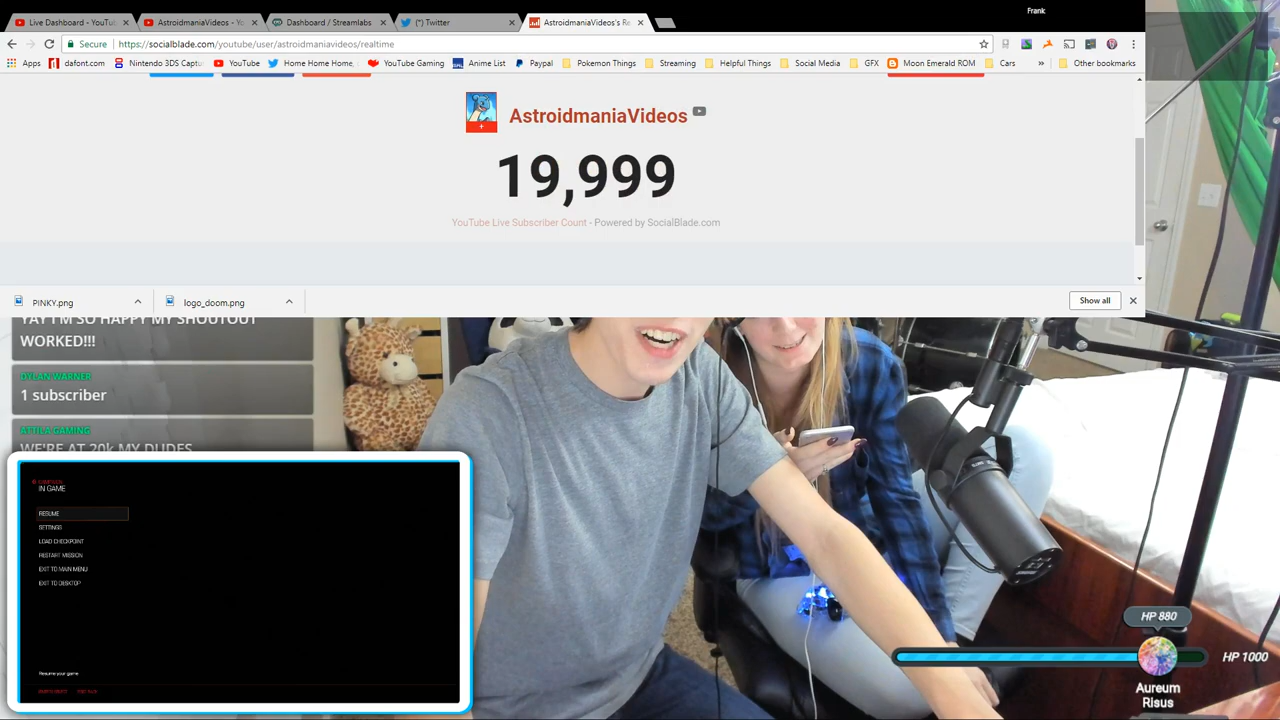 Frank
Live Dashboard - YouTu
AstroidmaniaVideos - Yo
Dashboard / Streamlabs
(*) Twitter
AstroidmaniaVideos's Re
Secure https://socialblade.com/youtube/user/astroidmaniavideos/realtime
Apps dafont.com Nintendo 3DS Captu YouTube Home Home Home, YouTube Gaming Anime List Paypal Pokemon Things Streaming Helpful Things Social Media GFX Moon Emerald ROM Cars » Other bookmarks
AstroidmaniaVideos
19,999
YouTube Live Subscriber Count - Powered by SocialBlade.com
PINKY.png
logo_doom.png
Show all
YAY I'M SO HAPPY MY SHOUTOUT
WORKED!!!
DYLAN WARNER
1 subscriber
ATTILA GAMING
WE'RE AT 20k MY DUDES
CAMPAIGN
IN GAME
RESUME
SETTINGS
LOAD CHECKPOINT
RESTART MISSION
EXIT TO MAIN MENU
EXIT TO DESKTOP
Resume your game
HP 880
HP 1000
Aureum
Risus